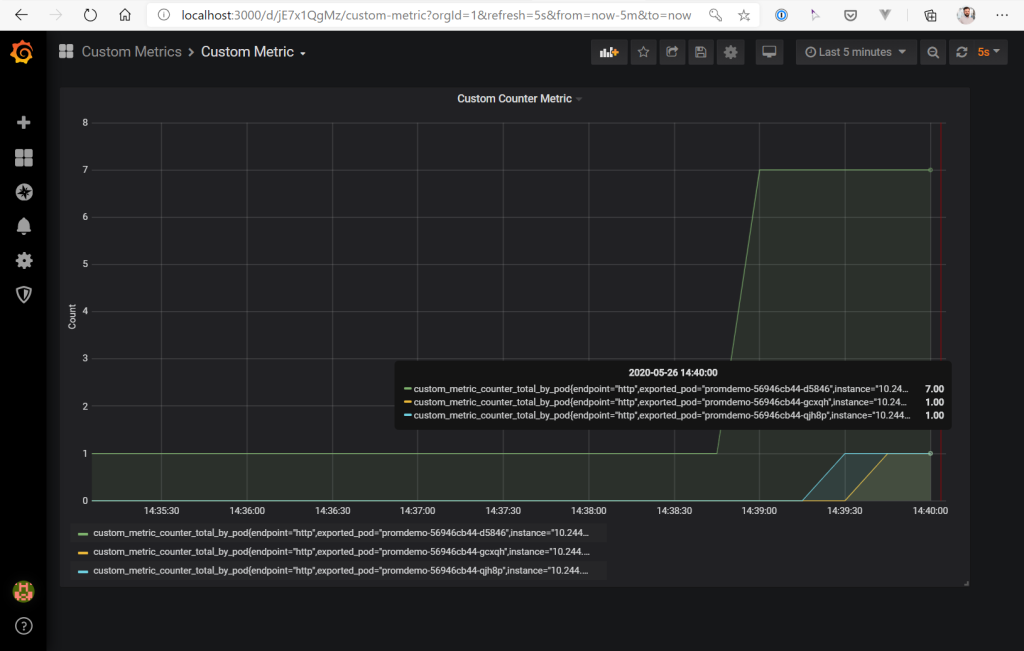 localhost:3000/d/jE7x1QgMz/custom-metric?orgId=1&refresh=5s&from=now-5m&to=now
Custom Metrics > Custom Metric
Last 5 minutes
5s
Custom Counter Metric
8
7
6
5
4
3
2
1
0
Count
2020-05-26 14:40:00
custom_metric_counter_total_by_pod{endpoint="http",exported_pod="promdemo-56946cb44-d5846",instance="10.24... 7.00
custom_metric_counter_total_by_pod{endpoint="http",exported_pod="promdemo-56946cb44-gcxqh",instance="10.24... 1.00
custom_metric_counter_total_by_pod{endpoint="http",exported_pod="promdemo-56946cb44-qjh8p",instance="10.244... 1.00
14:35:30 14:36:00 14:36:30 14:37:00 14:37:30 14:38:00 14:38:30 14:39:00 14:39:30 14:40:00
custom_metric_counter_total_by_pod{endpoint="http",exported_pod="promdemo-56946cb44-d5846",instance="10.244...
custom_metric_counter_total_by_pod{endpoint="http",exported_pod="promdemo-56946cb44-gcxqh",instance="10.244...
custom_metric_counter_total_by_pod{endpoint="http",exported_pod="promdemo-56946cb44-qjh8p",instance="10.244...